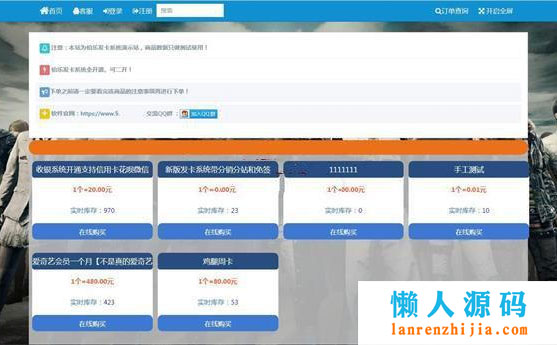 首页 客服 登录 注册 搜索 订单查询 开启全屏
注意：本站为伯乐发卡系统演示站，商品数据只做测试使用！
伯乐发卡系统全开源，可二开！
下单之前请一定要看完该商品的注意事项再进行下单！
软件官网：https://www.5. 交流QQ群： 加入QQ群
收银系统开通支持信用卡花呗微信 新版发卡系统带分销分站和免签 1111111 手工测试
1个=20.00元 1个=0.00元 1个=00.00元 1个=0.01元
实时库存：970 实时库存：23 实时库存：0 实时库存：10
在线购买 在线购买 在线购买 在线购买
爱奇艺会员一个月【不是真的爱奇艺 鸡腿周卡
1个=480.00元 1个=80.00元
实时库存：423 实时库存：53
在线购买 在线购买
懒人源码
lanrenzhijia.com